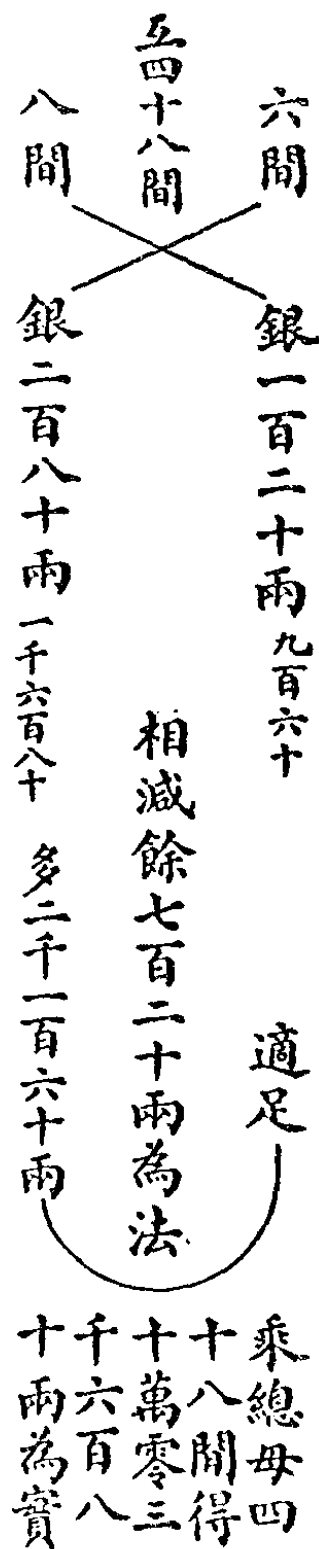 六間
銀一百二十兩 九百六十
適足
互四十八間
相減餘七百二十兩為法
八間
銀二百八十兩 一千六百八十
多二千一百六十兩
乘總母四
十八間得
十萬零三
千六百八
十兩為實